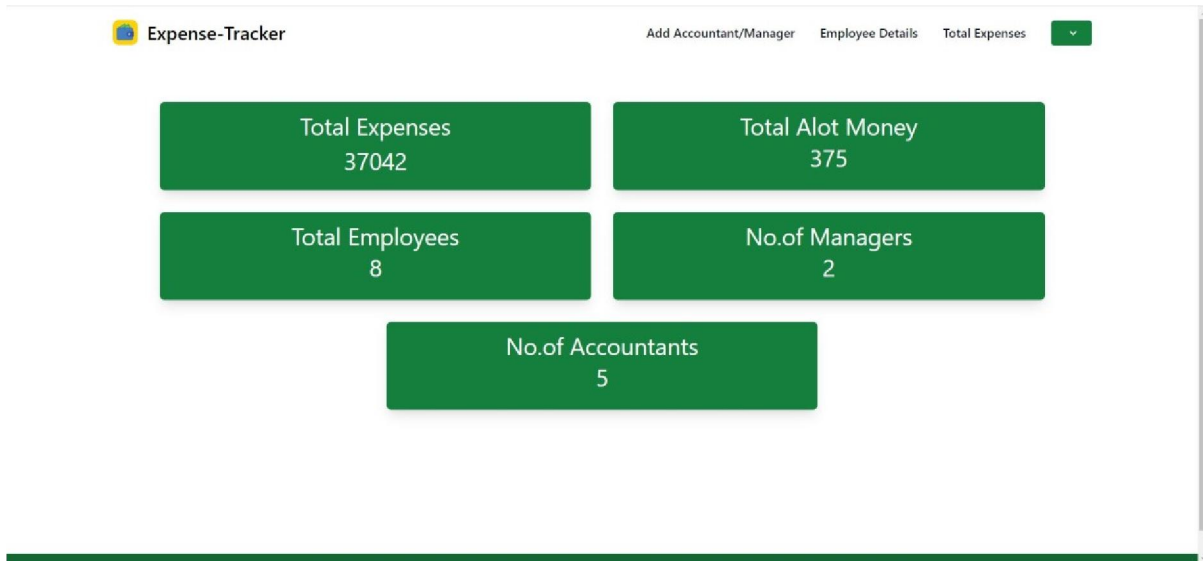 Expense-Tracker
Add Accountant/Manager Employee Details Total Expenses
Total Expenses
37042
Total Alot Money
375
Total Employees
8
No.of Managers
2
No.of Accountants
5